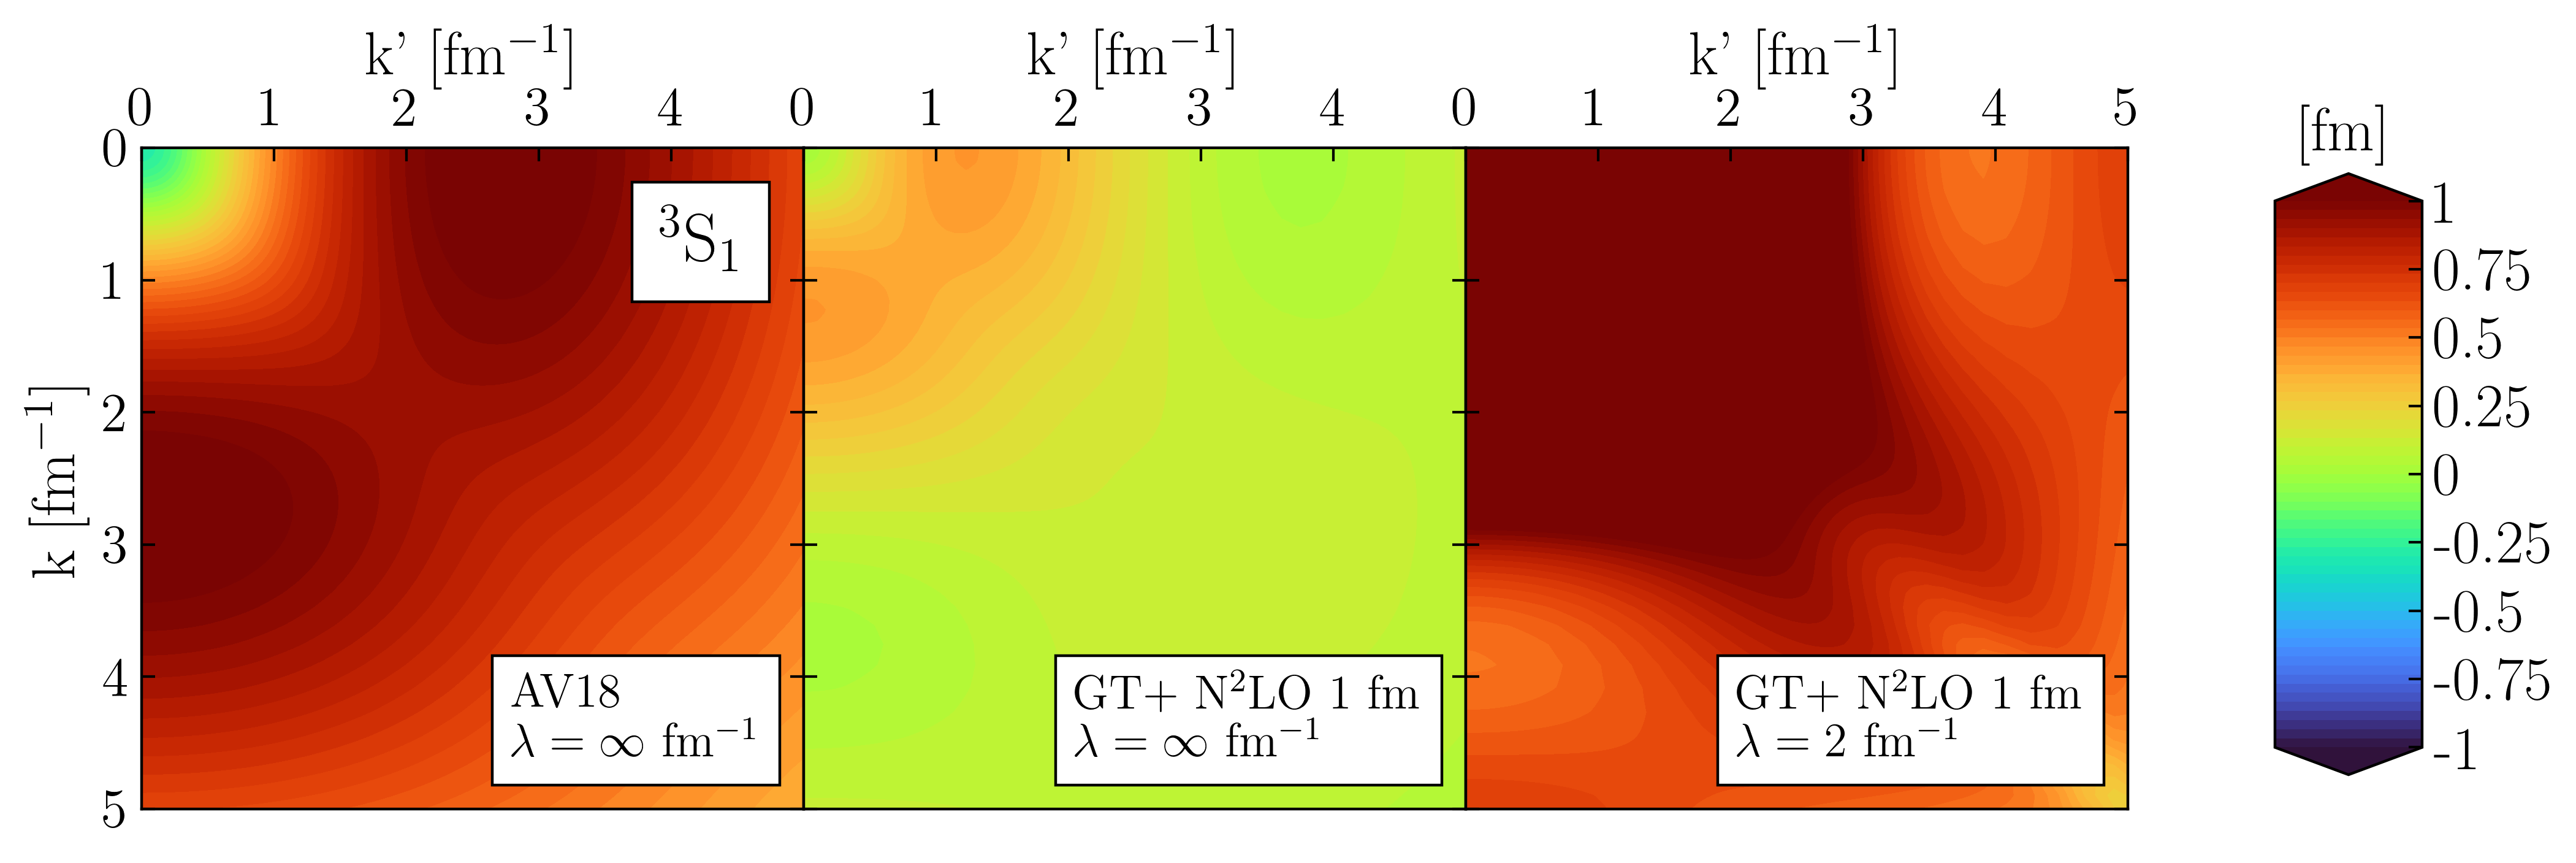 k' [fm⁻¹] k' [fm⁻¹] k' [fm⁻¹]
0 1 2 3 4 0 1 2 3 4 0 1 2 3 4 5
[fm]
0
1
2
3
4
5
k [fm⁻¹]
³S₁
AV18
λ = ∞ fm⁻¹
GT+ N²LO 1 fm
λ = ∞ fm⁻¹
GT+ N²LO 1 fm
λ = 2 fm⁻¹
1
0.75
0.5
0.25
0
-0.25
-0.5
-0.75
-1